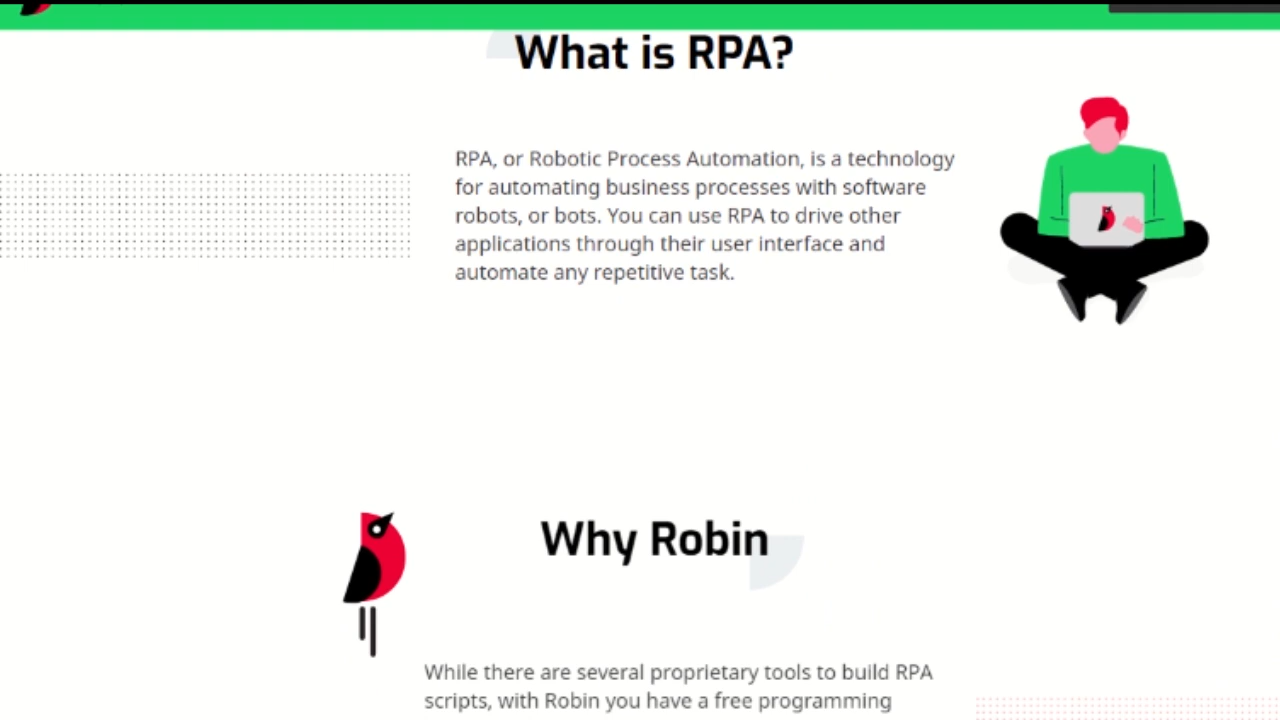 What is RPA?
RPA, or Robotic Process Automation, is a technology
for automating business processes with software
robots, or bots. You can use RPA to drive other
applications through their user interface and
automate any repetitive task.
Why Robin
While there are several proprietary tools to build RPA
scripts, with Robin you have a free programming